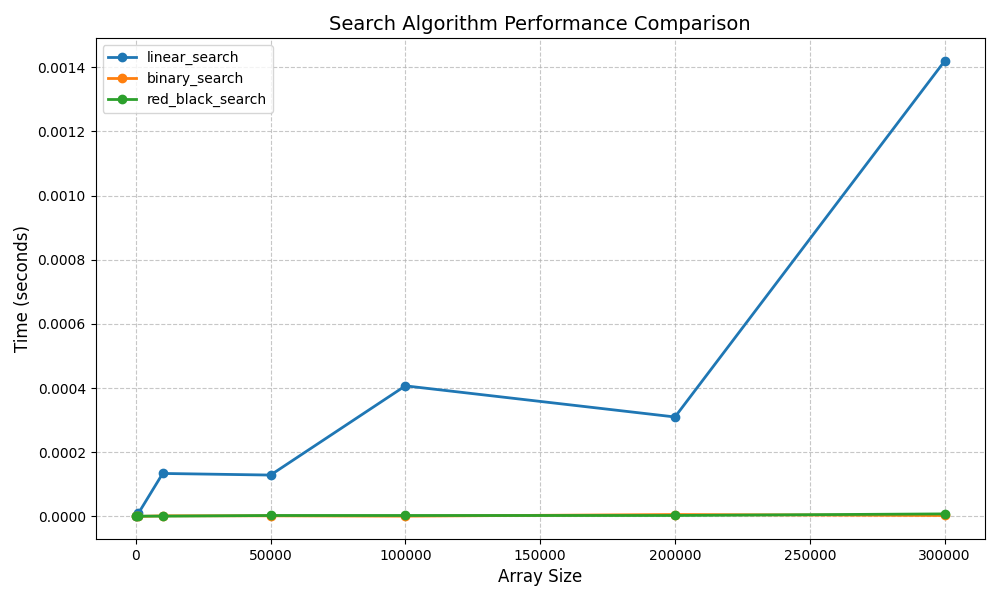 Search Algorithm Performance Comparison
linear_search
binary_search
red_black_search
Time (seconds)
0.0014
0.0012
0.0010
0.0008
0.0006
0.0004
0.0002
0.0000
0 50000 100000 150000 200000 250000 300000
Array Size